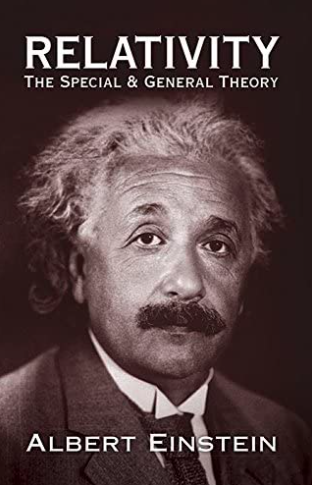 RELATIVITY
THE SPECIAL & GENERAL THEORY
ALBERT EINSTEIN